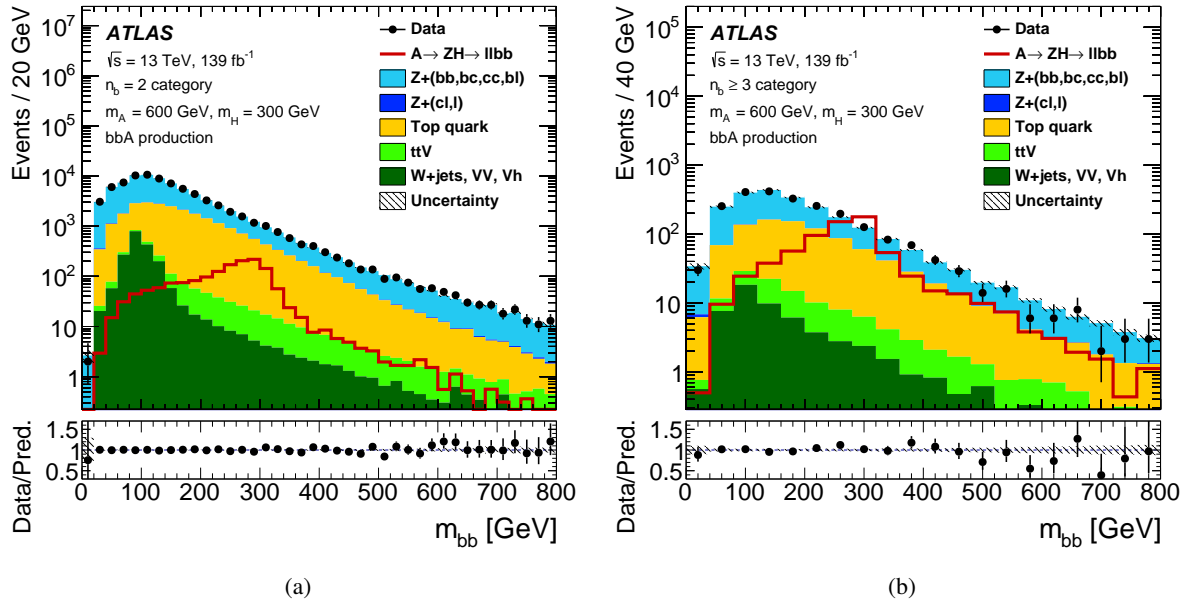 Events / 20 GeV
10⁷
10⁶
10⁵
10⁴
10³
10²
10
1
ATLAS
√s = 13 TeV, 139 fb⁻¹
n_b = 2 category
m_A = 600 GeV, m_H = 300 GeV
bbA production
Data
A→ ZH→ llbb
Z+(bb,bc,cc,bl)
Z+(cl,l)
Top quark
ttV
W+jets, VV, Vh
Uncertainty
Data/Pred.
1.5
1
0.5
0 100 200 300 400 500 600 700 800
m_bb [GeV]
(a)
Events / 40 GeV
10⁵
10⁴
10³
10²
10
1
ATLAS
√s = 13 TeV, 139 fb⁻¹
n_b ≥ 3 category
m_A = 600 GeV, m_H = 300 GeV
bbA production
Data
A→ ZH→ llbb
Z+(bb,bc,cc,bl)
Z+(cl,l)
Top quark
ttV
W+jets, VV, Vh
Uncertainty
Data/Pred.
1.5
1
0.5
0 100 200 300 400 500 600 700 800
m_bb [GeV]
(b)